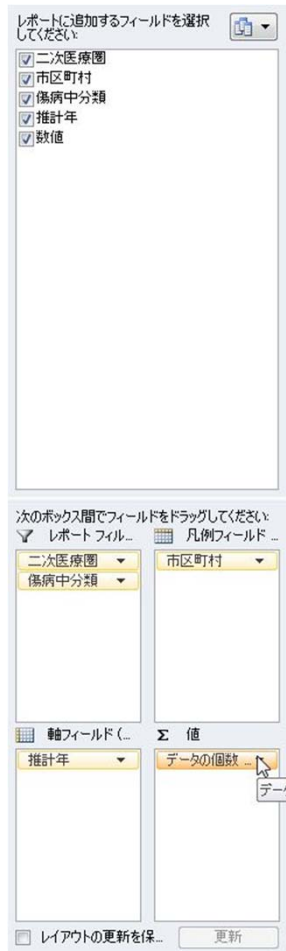 レポートに追加するフィールドを選択
してください:
二次医療圏
市区町村
傷病中分類
推計年
数値
次のボックス間でフィールドをドラッグしてください:
レポート フィル...
凡例フィールド ...
二次医療圏
市区町村
傷病中分類
軸フィールド (...
Σ 値
推計年
データの個数 ...
データ
レイアウトの更新を保...
更新